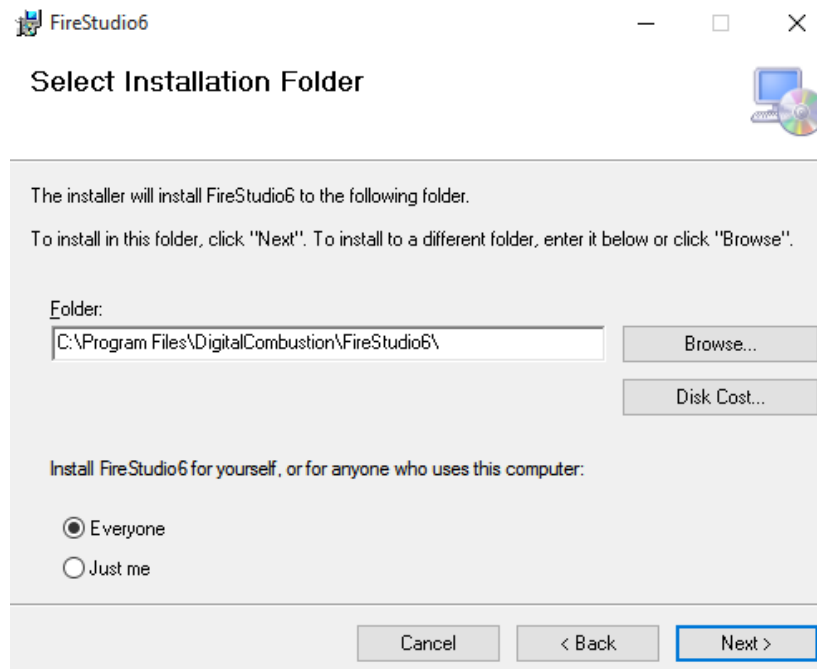 FireStudio6
Select Installation Folder
The installer will install FireStudio6 to the following folder.
To install in this folder, click "Next". To install to a different folder, enter it below or click "Browse".
Folder:
C:\Program Files\DigitalCombustion\FireStudio6\
Browse...
Disk Cost...
Install FireStudio6 for yourself, or for anyone who uses this computer:
Everyone
Just me
Cancel
< Back
Next >